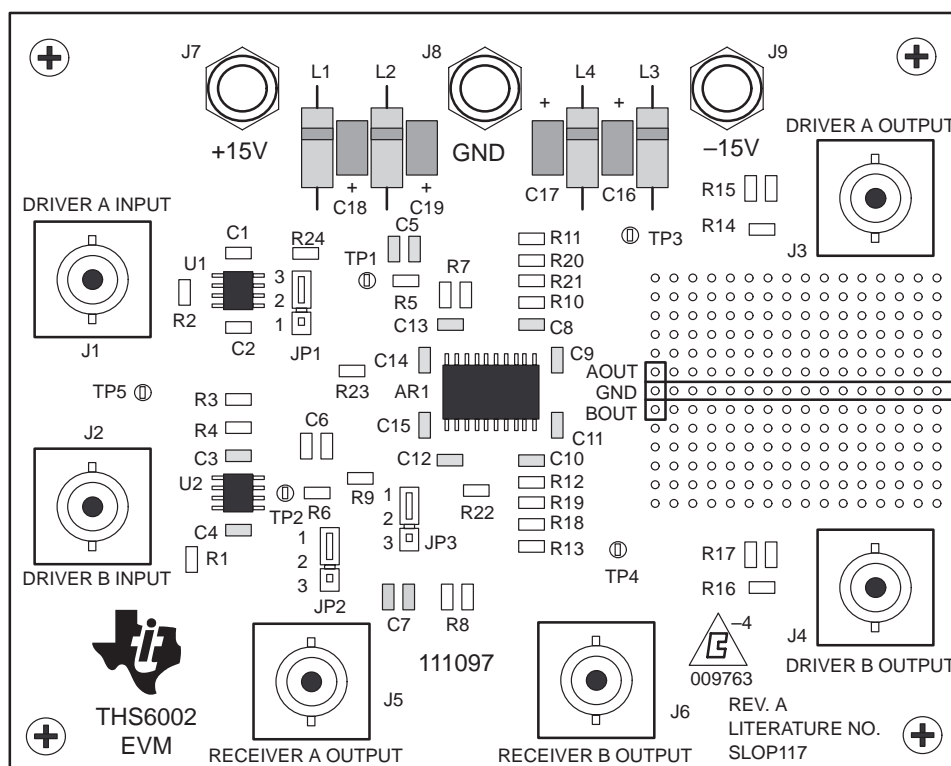 J7
J8
J9
L1
L2
L4
L3
+
+
DRIVER A OUTPUT
+15V
GND
–15V
+
+
C18
C19
C17
C16
R15
DRIVER A INPUT
C1
R24
C5
R11
TP3
R14
J3
U1
3
TP1
R7
R20
R21
2
R5
R10
R2
1
C13
C8
C2
JP1
J1
C14
C9
AOUT
R23
AR1
GND
TP5
BOUT
R3
J2
R4
C6
C15
C11
C3
C12
C10
U2
R9
R12
1
R22
R19
TP2
R6
2
C4
R18
1
3
JP3
R13
R17
R1
2
TP4
DRIVER B INPUT
3
R16
JP2
C7
R8
–4
J4
111097
009763
DRIVER B OUTPUT
J5
J6
REV. A
THS6002
LITERATURE NO.
EVM
RECEIVER A OUTPUT
RECEIVER B OUTPUT
SLOP117